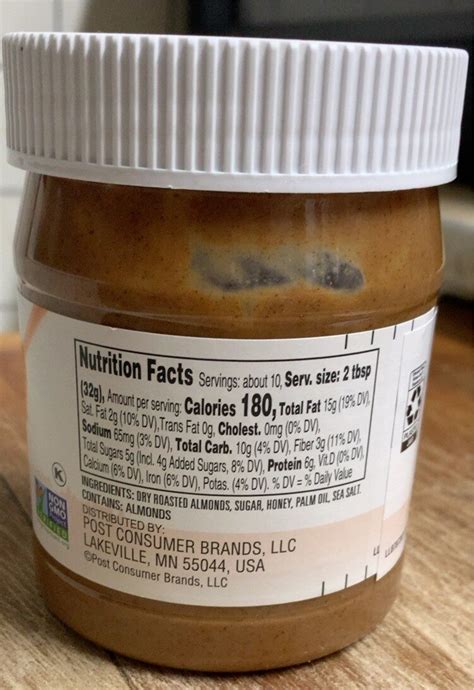 Nutrition Facts Servings: about 10, Serv. size: 2 tbsp
(32g), Amount per serving: Calories 180, Total Fat 15g (19% DV),
Sat. Fat 2g (10% DV), Trans Fat 0g, Cholest. 0mg (0% DV),
Sodium 65mg (3% DV), Total Carb. 10g (4% DV), Fiber 3g (11% DV),
Total Sugars 5g (Incl. 4g Added Sugars, 8% DV), Protein 6g, Vit.D (0% DV),
Calcium (6% DV), Iron (6% DV), Potas. (4% DV). % DV = % Daily Value
INGREDIENTS: DRY ROASTED ALMONDS, SUGAR, HONEY, PALM OIL, SEA SALT.
CONTAINS: ALMONDS
DISTRIBUTED BY:
POST CONSUMER BRANDS, LLC
LAKEVILLE, MN 55044, USA
©Post Consumer Brands, LLC
K
NON
GMO